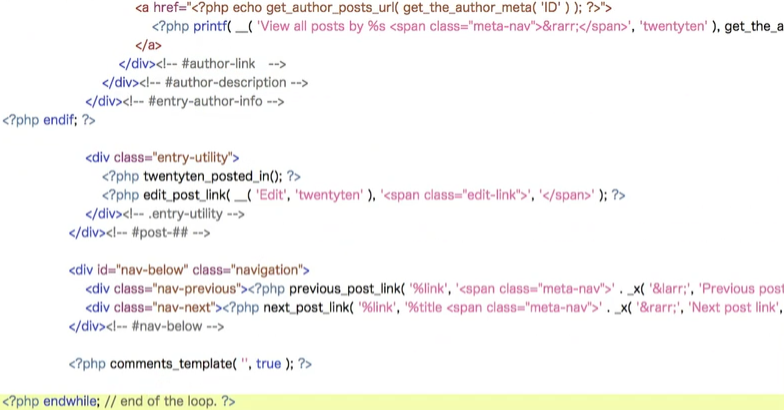 <a href="<?php echo get_author_posts_url( get_the_author_meta( 'ID' ) ); ?>">
<?php printf( __( 'View all posts by %s <span class="meta-nav">&rarr;</span>', 'twentyten' ), get_the_a
</a>
</div><!-- #author-link -->
</div><!-- #author-description -->
</div><!-- #entry-author-info -->
<?php endif; ?>
<div class="entry-utility">
<?php twentyten_posted_in(); ?>
<?php edit_post_link( __( 'Edit', 'twentyten' ), '<span class="edit-link">', '</span>' ); ?>
</div><!-- .entry-utility -->
</div><!-- #post-## -->
<div id="nav-below" class="navigation">
<div class="nav-previous"><?php previous_post_link( '%link', '<span class="meta-nav">' . _x( '&larr;', 'Previous post
<div class="nav-next"><?php next_post_link( '%link', '%title <span class="meta-nav">' . _x( '&rarr;', 'Next post link',
</div><!-- #nav-below -->
<?php comments_template( '', true ); ?>
<?php endwhile; // end of the loop. ?>